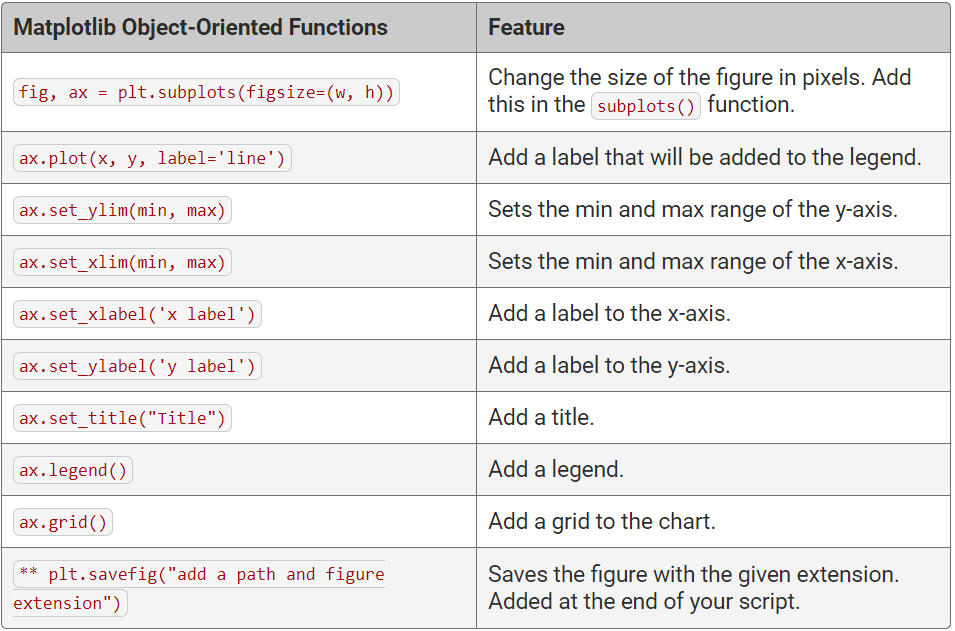 Matplotlib Object-Oriented Functions
Feature
fig, ax = plt.subplots(figsize=(w, h))
Change the size of the figure in pixels. Add
this in the subplots() function.
ax.plot(x, y, label='line')
Add a label that will be added to the legend.
ax.set_ylim(min, max)
Sets the min and max range of the y-axis.
ax.set_xlim(min, max)
Sets the min and max range of the x-axis.
ax.set_xlabel('x label')
Add a label to the x-axis.
ax.set_ylabel('y label')
Add a label to the y-axis.
ax.set_title("Title")
Add a title.
ax.legend()
Add a legend.
ax.grid()
Add a grid to the chart.
** plt.savefig("add a path and figure
extension")
Saves the figure with the given extension.
Added at the end of your script.